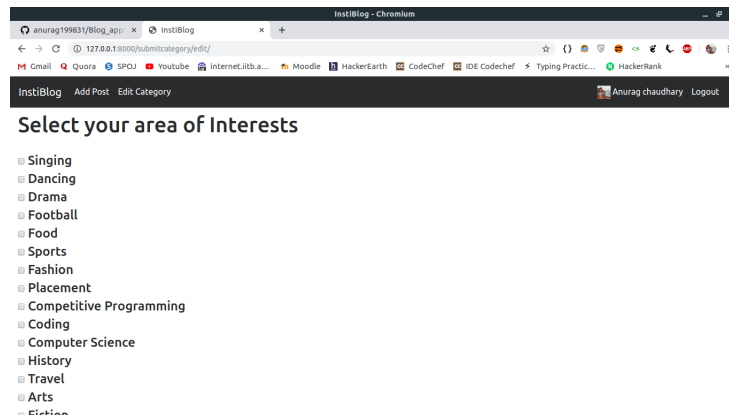 InstiBlog - Chromium
anurag199831/Blog_app: × InstiBlog × +
127.0.0.1:8000/submitcategory/edit/
Gmail Quora SPOJ Youtube internet.iitb.a... Moodle HackerEarth CodeChef IDE Codechef Typing Practic... HackerRank »
InstiBlog Add Post Edit Category Anurag chaudhary Logout
Select your area of Interests
Singing
Dancing
Drama
Football
Food
Sports
Fashion
Placement
Competitive Programming
Coding
Computer Science
History
Travel
Arts
Fiction